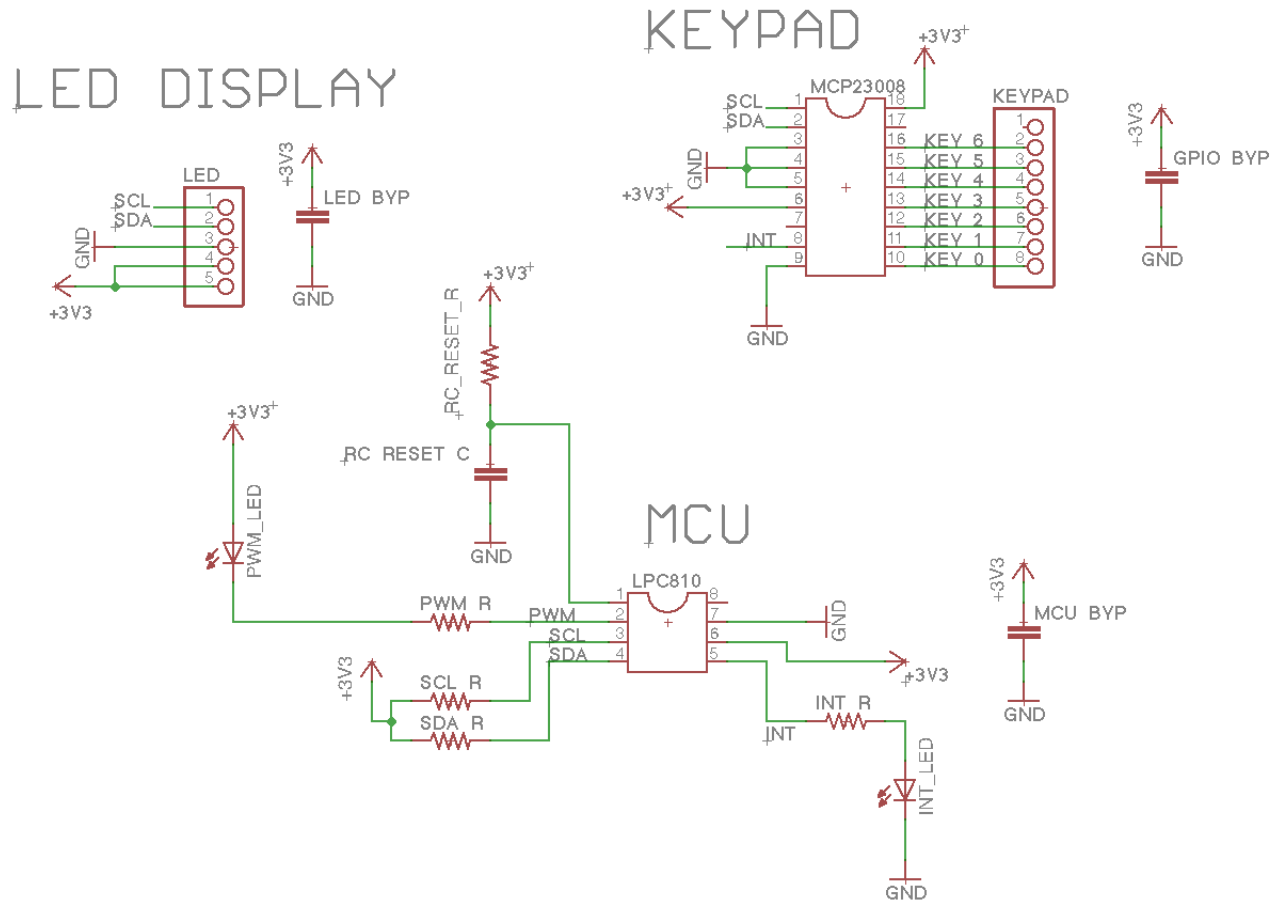 LED DISPLAY
LED
SCL
SDA
GND
+3V3
1
2
3
4
5
+3V3
LED BYP
GND
KEYPAD
MCP23008
+3V3
SCL
SDA
GND
+3V3
INT
GND
1
2
3
4
5
6
7
8
9
18
17
16
15
14
13
12
11
10
KEY 6
KEY 5
KEY 4
KEY 3
KEY 2
KEY 1
KEY 0
KEYPAD
1
2
3
4
5
6
7
8
+3V3
GPIO BYP
GND
+3V3
RC_RESET_R
RC RESET C
GND
+3V3
PWM_LED
MCU
LPC810
PWM R
PWM
SCL
SDA
+3V3
SCL R
SDA R
1
2
3
4
8
7
6
5
GND
+3V3
INT R
INT
INT_LED
GND
+3V3
MCU BYP
GND